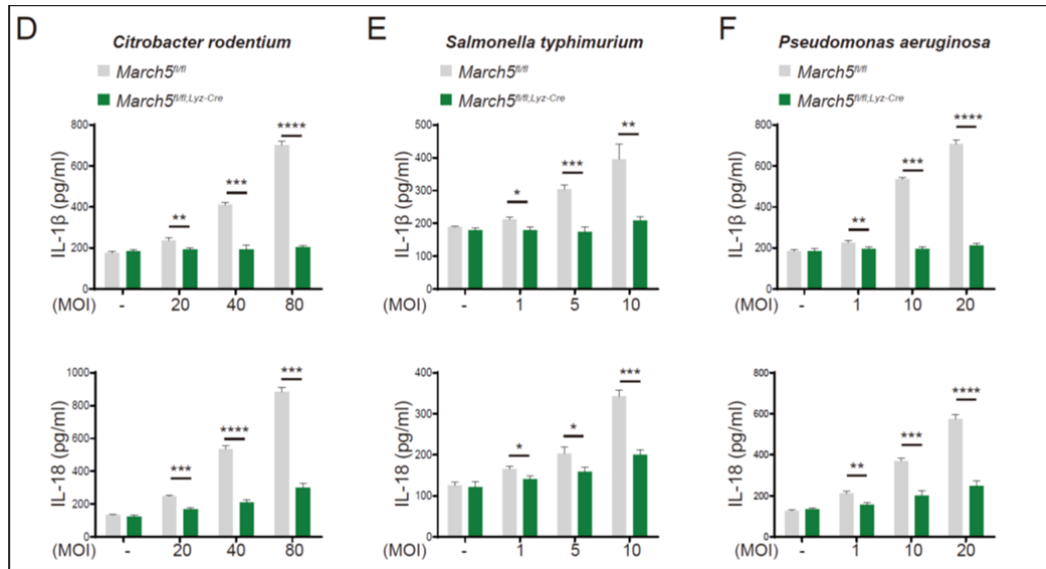 D
Citrobacter rodentium
March5fl/fl
March5fl/fl;Lyz-Cre
IL-1β (pg/ml)
800
600
400
200
0
** *** ****
(MOI) - 20 40 80
IL-18 (pg/ml)
1000
800
600
400
200
0
*** **** ***
(MOI) - 20 40 80
E
Salmonella typhimurium
March5fl/fl
March5fl/fl;Lyz-Cre
IL-1β (pg/ml)
500
400
300
200
100
0
* *** **
(MOI) - 1 5 10
IL-18 (pg/ml)
400
300
200
100
0
* * ***
(MOI) - 1 5 10
F
Pseudomonas aeruginosa
March5fl/fl
March5fl/fl;Lyz-Cre
IL-1β (pg/ml)
800
600
400
200
0
** *** ****
(MOI) - 1 10 20
IL-18 (pg/ml)
800
600
400
200
0
** *** ****
(MOI) - 1 10 20